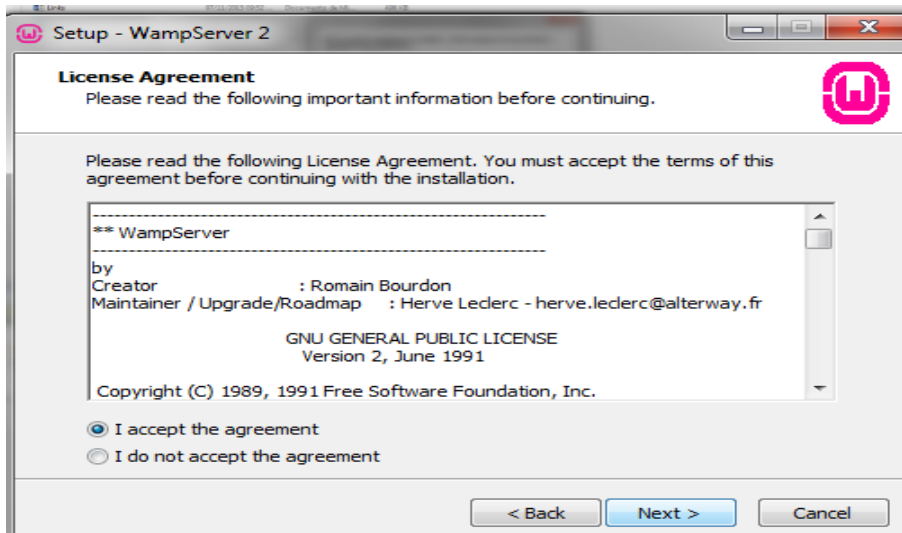 Links
Setup - WampServer 2
License Agreement
Please read the following important information before continuing.
Please read the following License Agreement. You must accept the terms of this
agreement before continuing with the installation.
----------------------------------------------------------------
** WampServer
----------------------------------------------------------------
by
Creator : Romain Bourdon
Maintainer / Upgrade/Roadmap : Herve Leclerc - herve.leclerc@alterway.fr
GNU GENERAL PUBLIC LICENSE
Version 2, June 1991
Copyright (C) 1989, 1991 Free Software Foundation, Inc.
I accept the agreement
I do not accept the agreement
< Back Next > Cancel